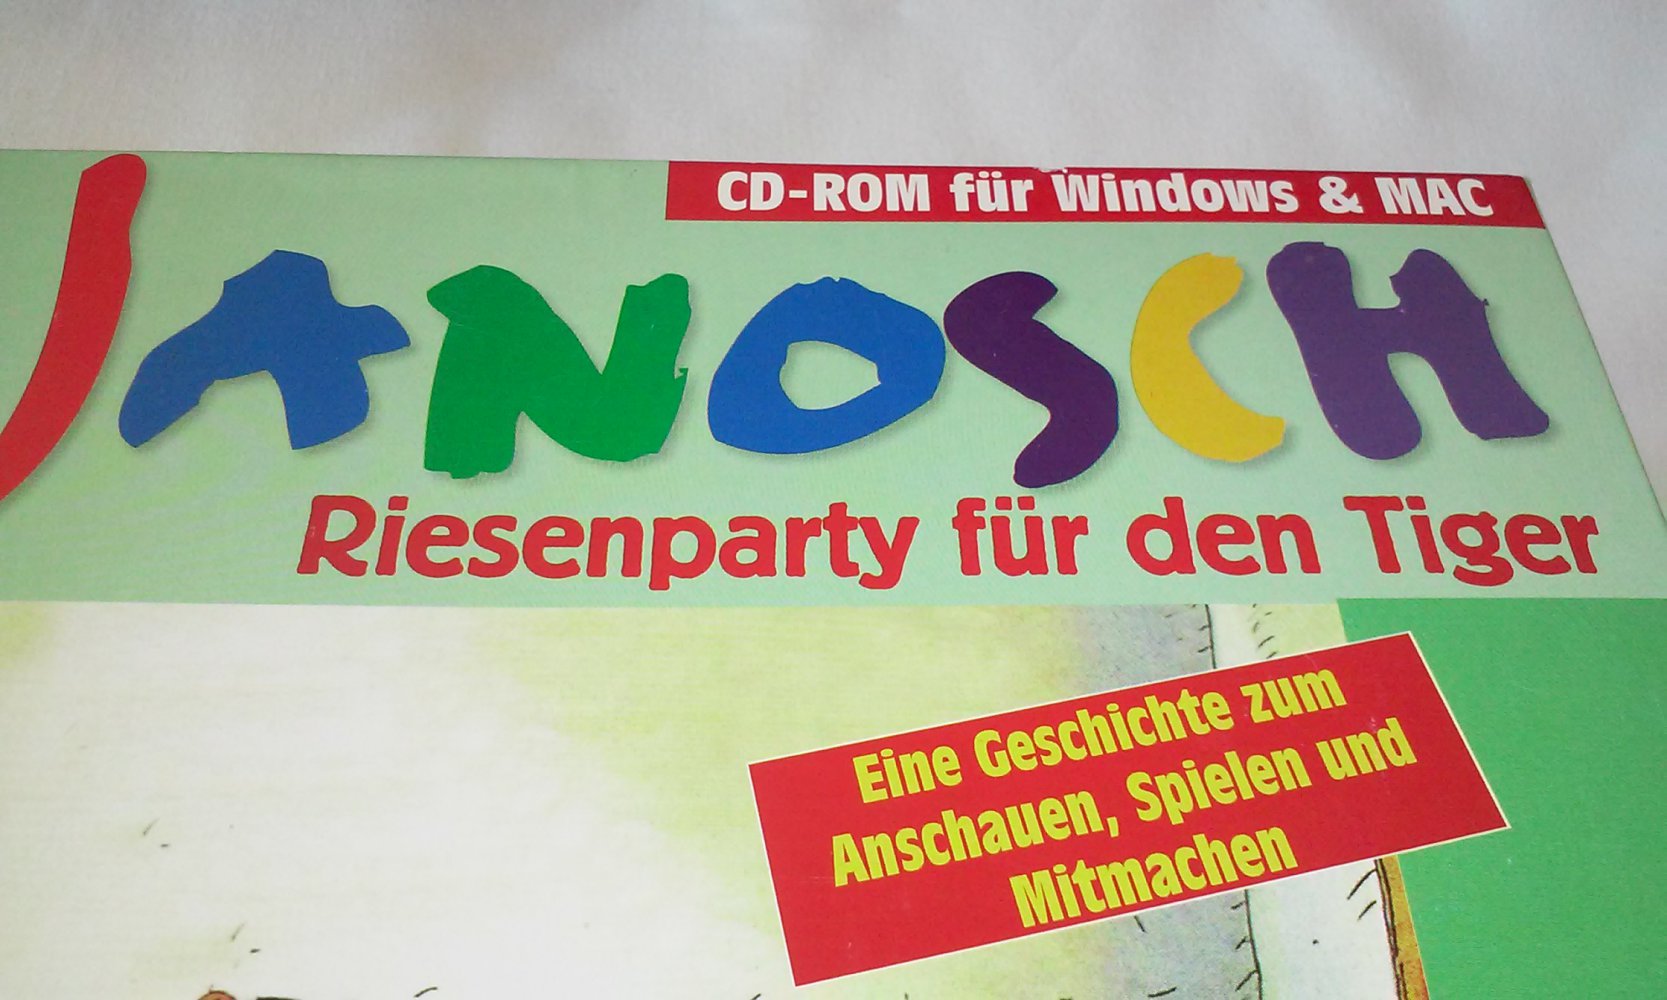 CD-ROM für Windows & MAC
JANOSCH
Riesenparty für den Tiger
Eine Geschichte zum
Anschauen, Spielen und
Mitmachen